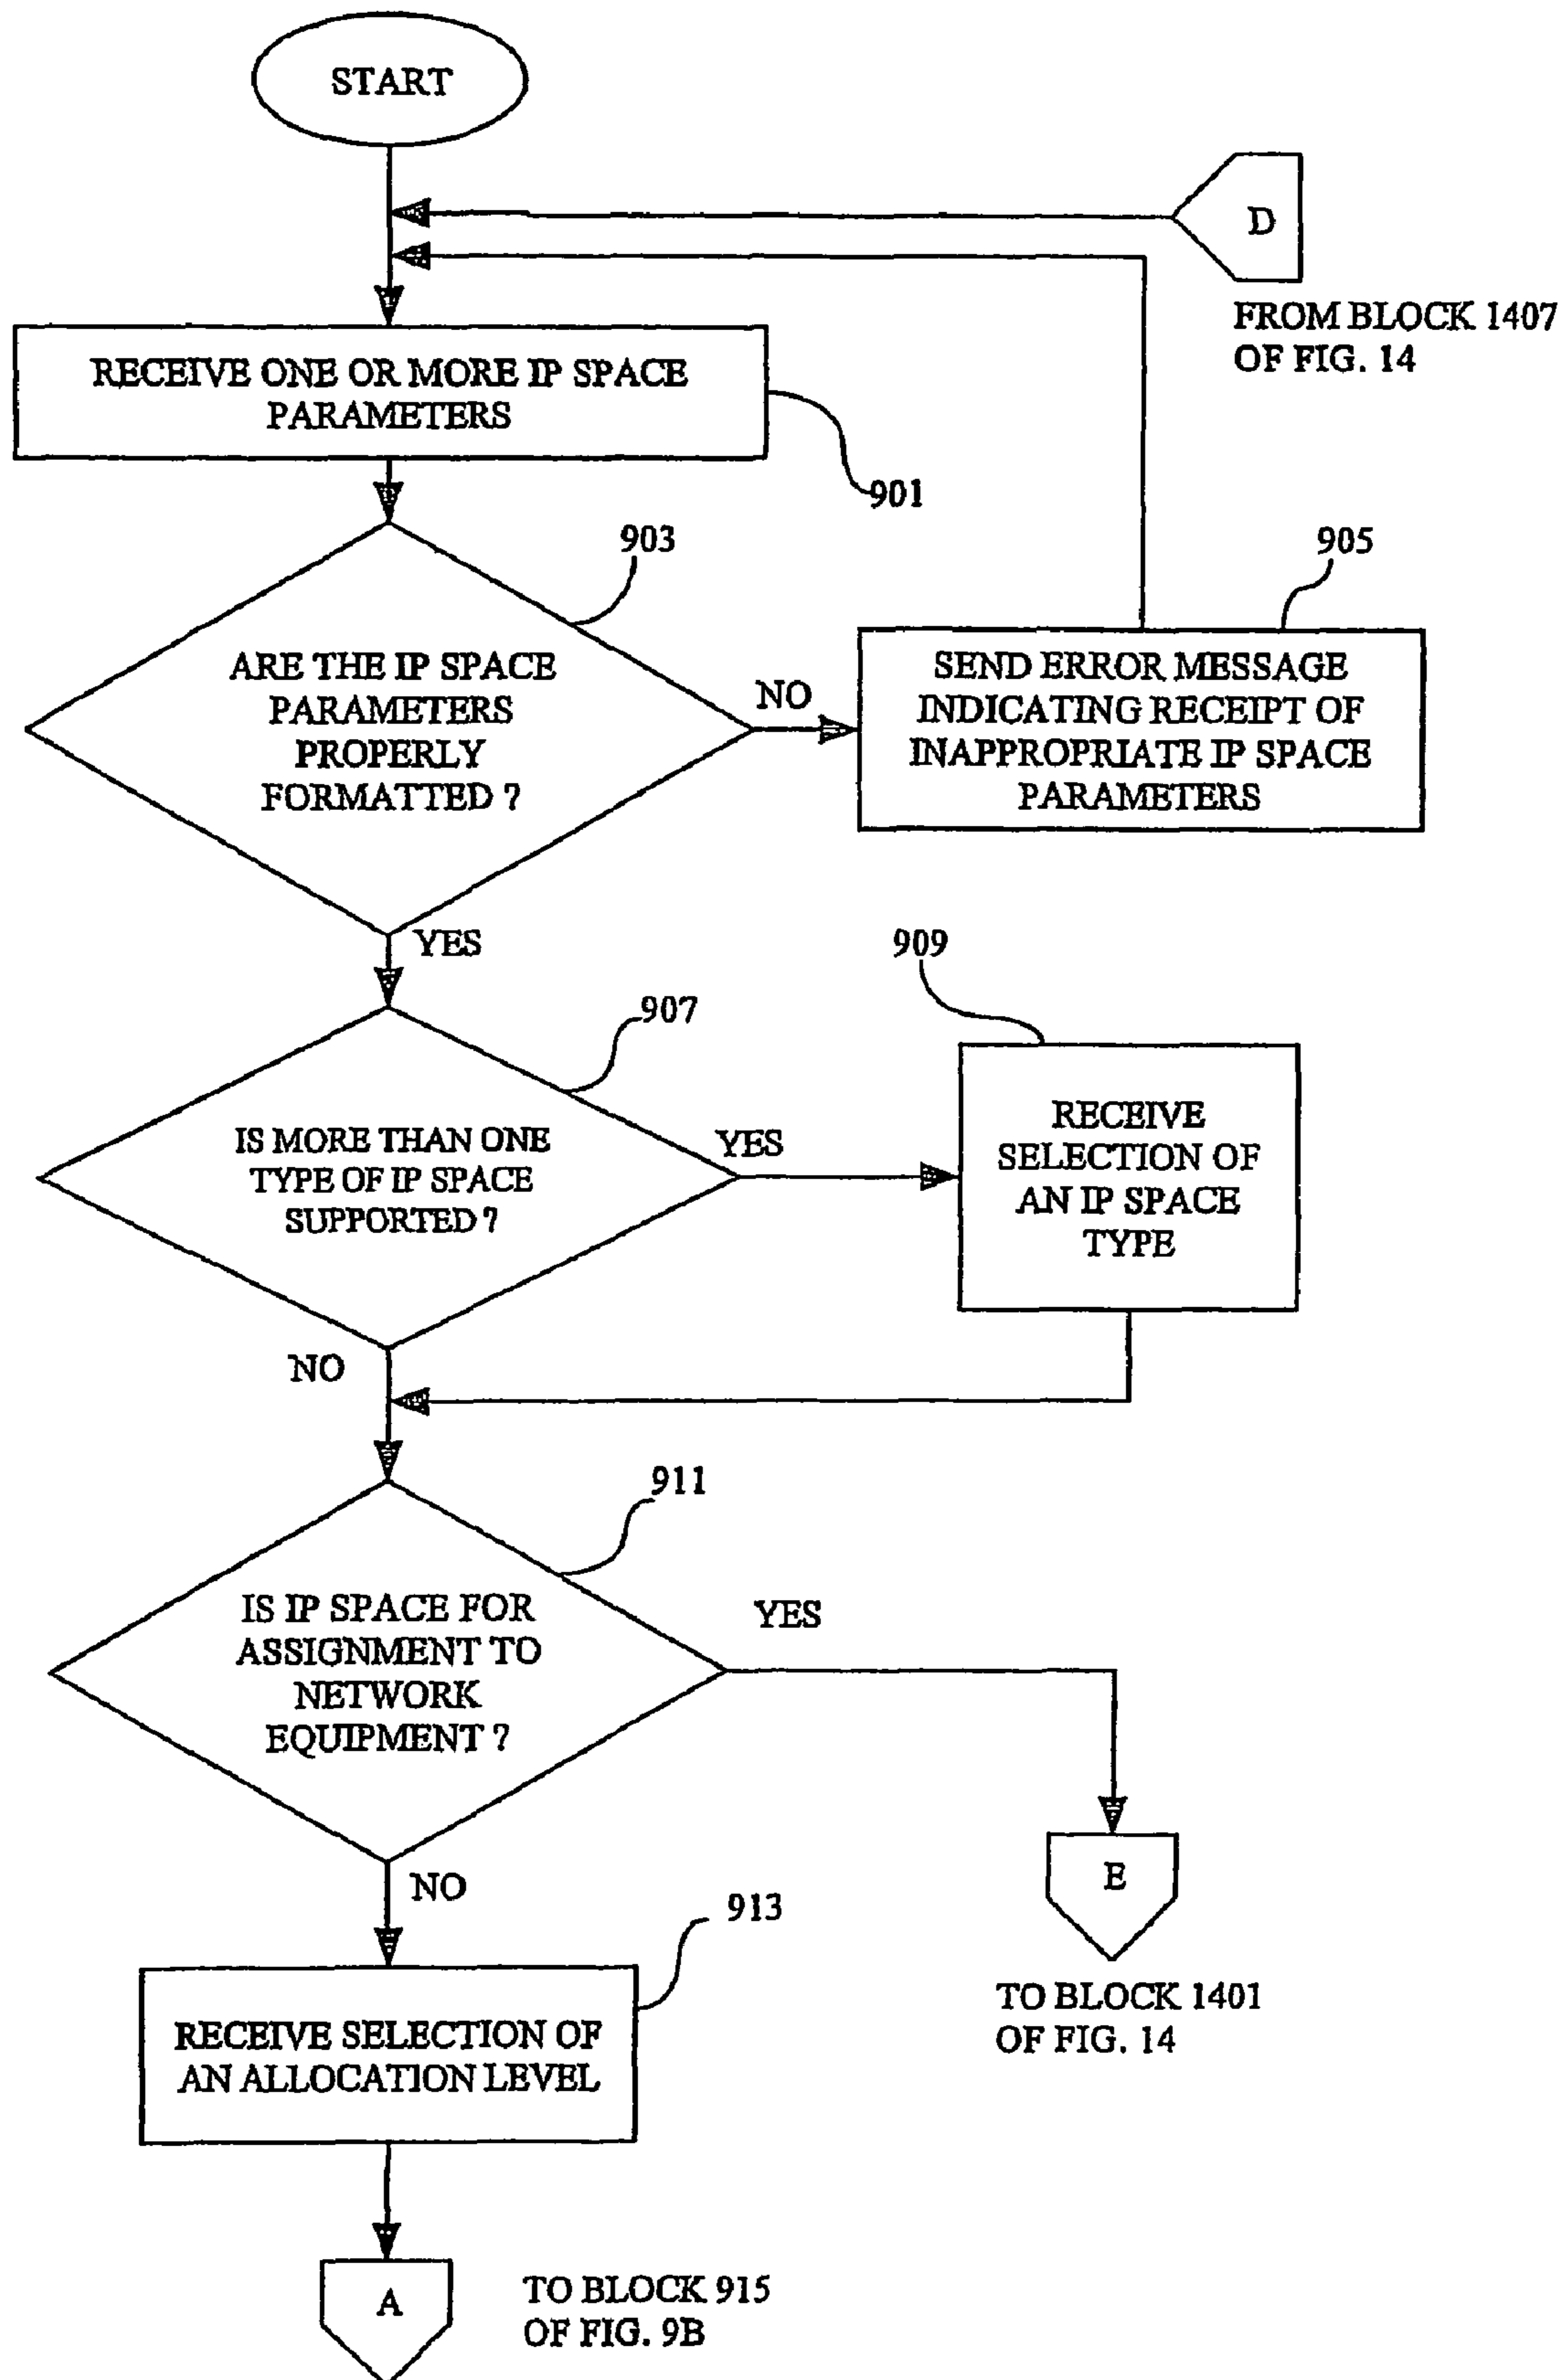 START
D
FROM BLOCK 1407
OF FIG. 14
RECEIVE ONE OR MORE IP SPACE
PARAMETERS
901
903
ARE THE IP SPACE
PARAMETERS
PROPERLY
FORMATTED ?
NO
905
SEND ERROR MESSAGE
INDICATING RECEIPT OF
INAPPROPRIATE IP SPACE
PARAMETERS
YES
907
IS MORE THAN ONE
TYPE OF IP SPACE
SUPPORTED ?
YES
909
RECEIVE
SELECTION OF
AN IP SPACE
TYPE
NO
911
IS IP SPACE FOR
ASSIGNMENT TO
NETWORK
EQUIPMENT ?
YES
E
TO BLOCK 1401
OF FIG. 14
NO
913
RECEIVE SELECTION OF
AN ALLOCATION LEVEL
A
TO BLOCK 915
OF FIG. 9B